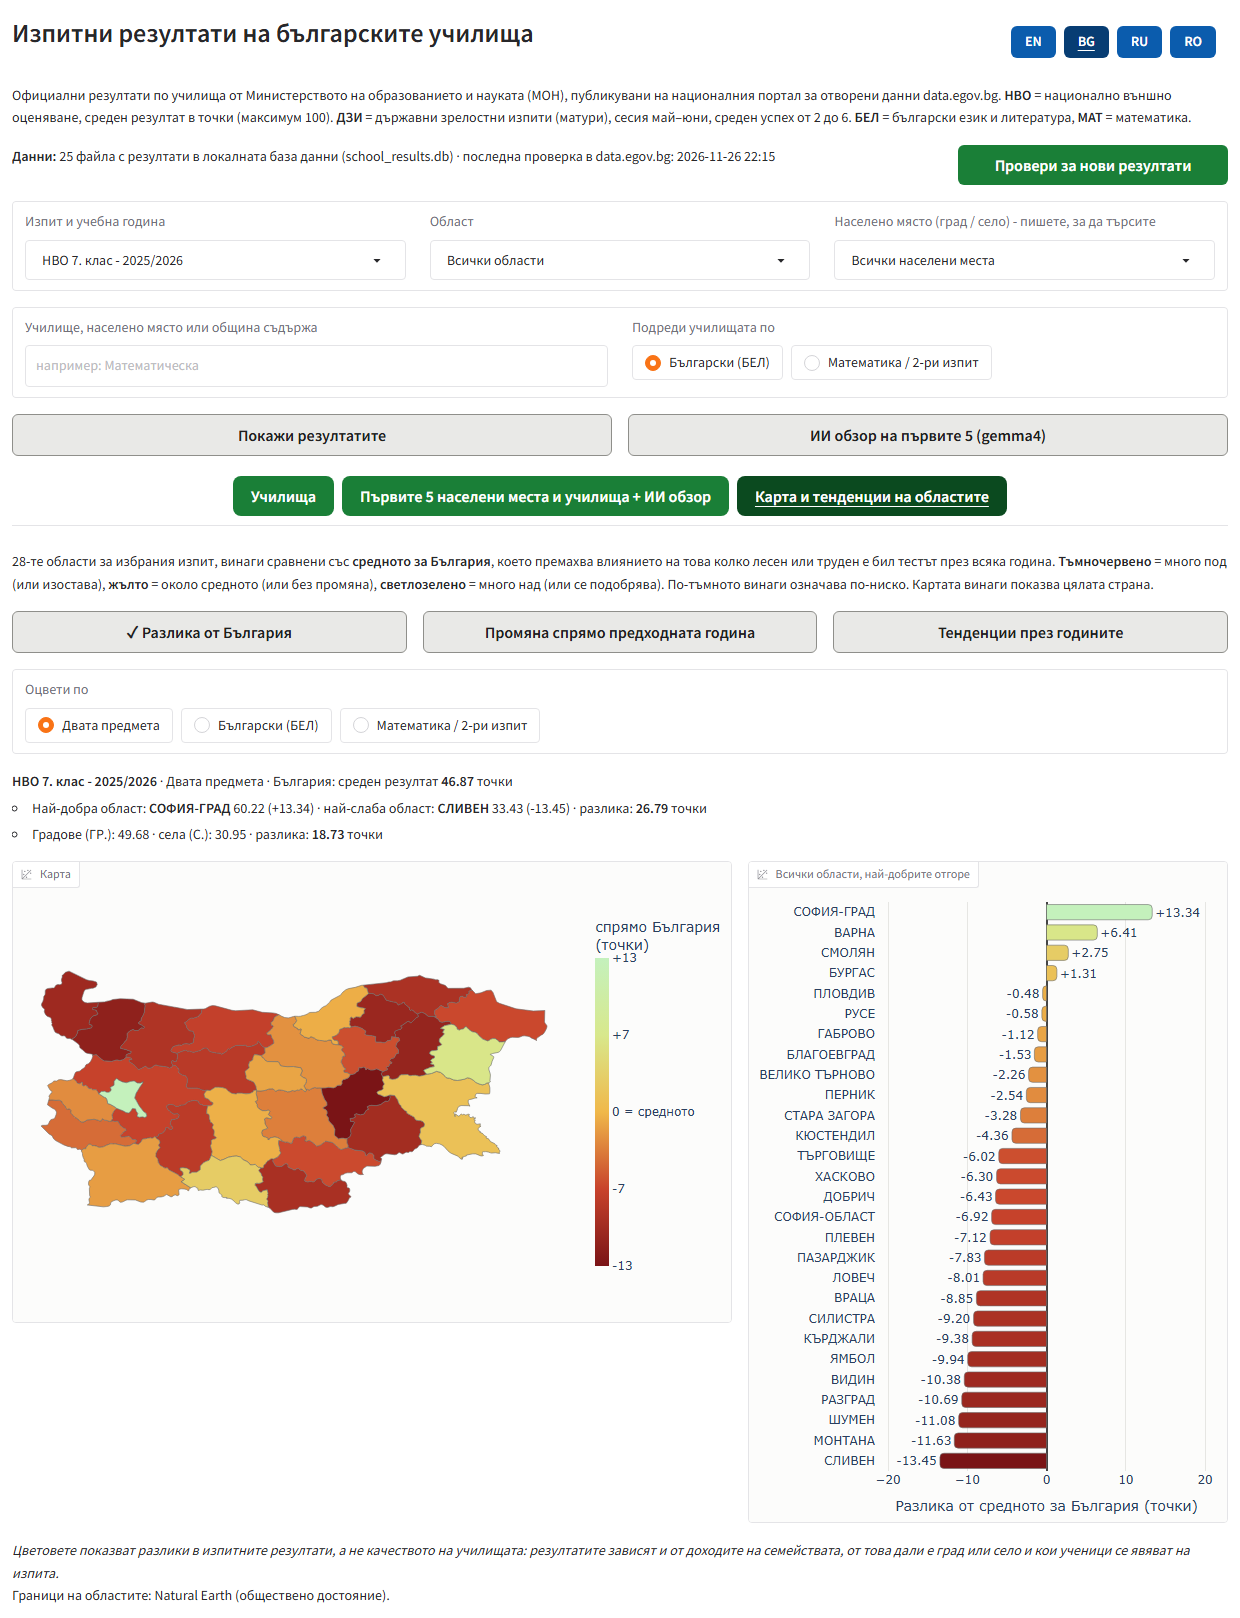 Изпитни резултати на българските училища
EN
BG
RU
RO
Официални резултати по училища от Министерството на образованието и науката (МОН), публикувани на националния портал за отворени данни data.egov.bg. НВО = национално външно
оценяване, среден резултат в точки (максимум 100). ДЗИ = държавни зрелостни изпити (матури), сесия май–юни, среден успех от 2 до 6. БЕЛ = български език и литература, МАТ = математика.
Данни: 25 файла с резултати в локалната база данни (school_results.db) · последна проверка в data.egov.bg: 2026-11-26 22:15
Провери за нови резултати
Изпит и учебна година
Област
Населено място (град / село) - пишете, за да търсите
НВО 7. клас - 2025/2026
Всички области
Всички населени места
Училище, населено място или община съдържа
Подреди училищата по
например: Математическа
Български (БЕЛ)
Математика / 2-ри изпит
Покажи резултатите
ИИ обзор на първите 5 (gemma4)
Училища
Първите 5 населени места и училища + ИИ обзор
Карта и тенденции на областите
28-те области за избрания изпит, винаги сравнени със средното за България, което премахва влиянието на това колко лесен или труден е бил тестът през всяка година. Тъмночервено = много под
(или изостава), жълто = около средното (или без промяна), светлозелено = много над (или се подобрява). По-тъмното винаги означава по-ниско. Картата винаги показва цялата страна.
✓ Разлика от България
Промяна спрямо предходната година
Тенденции през годините
Оцвети по
Двата предмета
Български (БЕЛ)
Математика / 2-ри изпит
НВО 7. клас - 2025/2026 · Двата предмета · България: среден резултат 46.87 точки
Най-добра област: СОФИЯ-ГРАД 60.22 (+13.34) · най-слаба област: СЛИВЕН 33.43 (-13.45) · разлика: 26.79 точки
Градове (ГР.): 49.68 · села (С.): 30.95 · разлика: 18.73 точки
Карта
спрямо България
(точки)
+13
+7
0 = средното
-7
-13
Всички области, най-добрите отгоре
СОФИЯ-ГРАД +13.34
ВАРНА +6.41
СМОЛЯН +2.75
БУРГАС +1.31
ПЛОВДИВ -0.48
РУСЕ -0.58
ГАБРОВО -1.12
БЛАГОЕВГРАД -1.53
ВЕЛИКО ТЪРНОВО -2.26
ПЕРНИК -2.54
СТАРА ЗАГОРА -3.28
КЮСТЕНДИЛ -4.36
ТЪРГОВИЩЕ -6.02
ХАСКОВО -6.30
ДОБРИЧ -6.43
СОФИЯ-ОБЛАСТ -6.92
ПЛЕВЕН -7.12
ПАЗАРДЖИК -7.83
ЛОВЕЧ -8.01
ВРАЦА -8.85
СИЛИСТРА -9.20
КЪРДЖАЛИ -9.38
ЯМБОЛ -9.94
ВИДИН -10.38
РАЗГРАД -10.69
ШУМЕН -11.08
МОНТАНА -11.63
СЛИВЕН -13.45
−20 −10 0 10 20
Разлика от средното за България (точки)
Цветовете показват разлики в изпитните резултати, а не качеството на училищата: резултатите зависят и от доходите на семействата, от това дали е град или село и кои ученици се явяват на
изпита.
Граници на областите: Natural Earth (обществено достояние).